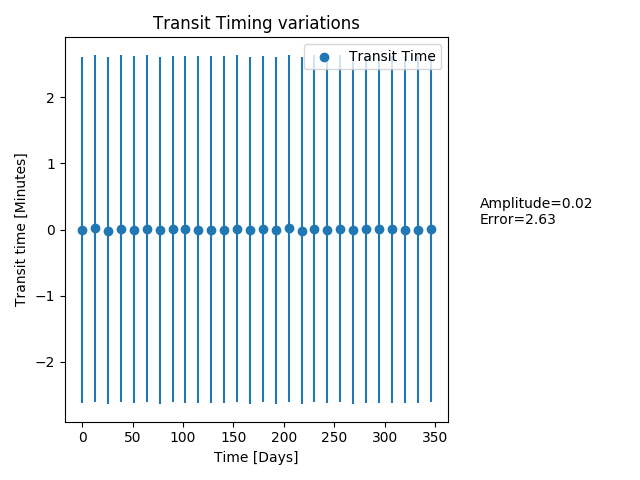 Transit Timing variations
Transit Time
Transit time [Minutes]
2
1
0
−1
−2
0 50 100 150 200 250 300 350
Time [Days]
Amplitude=0.02
Error=2.63